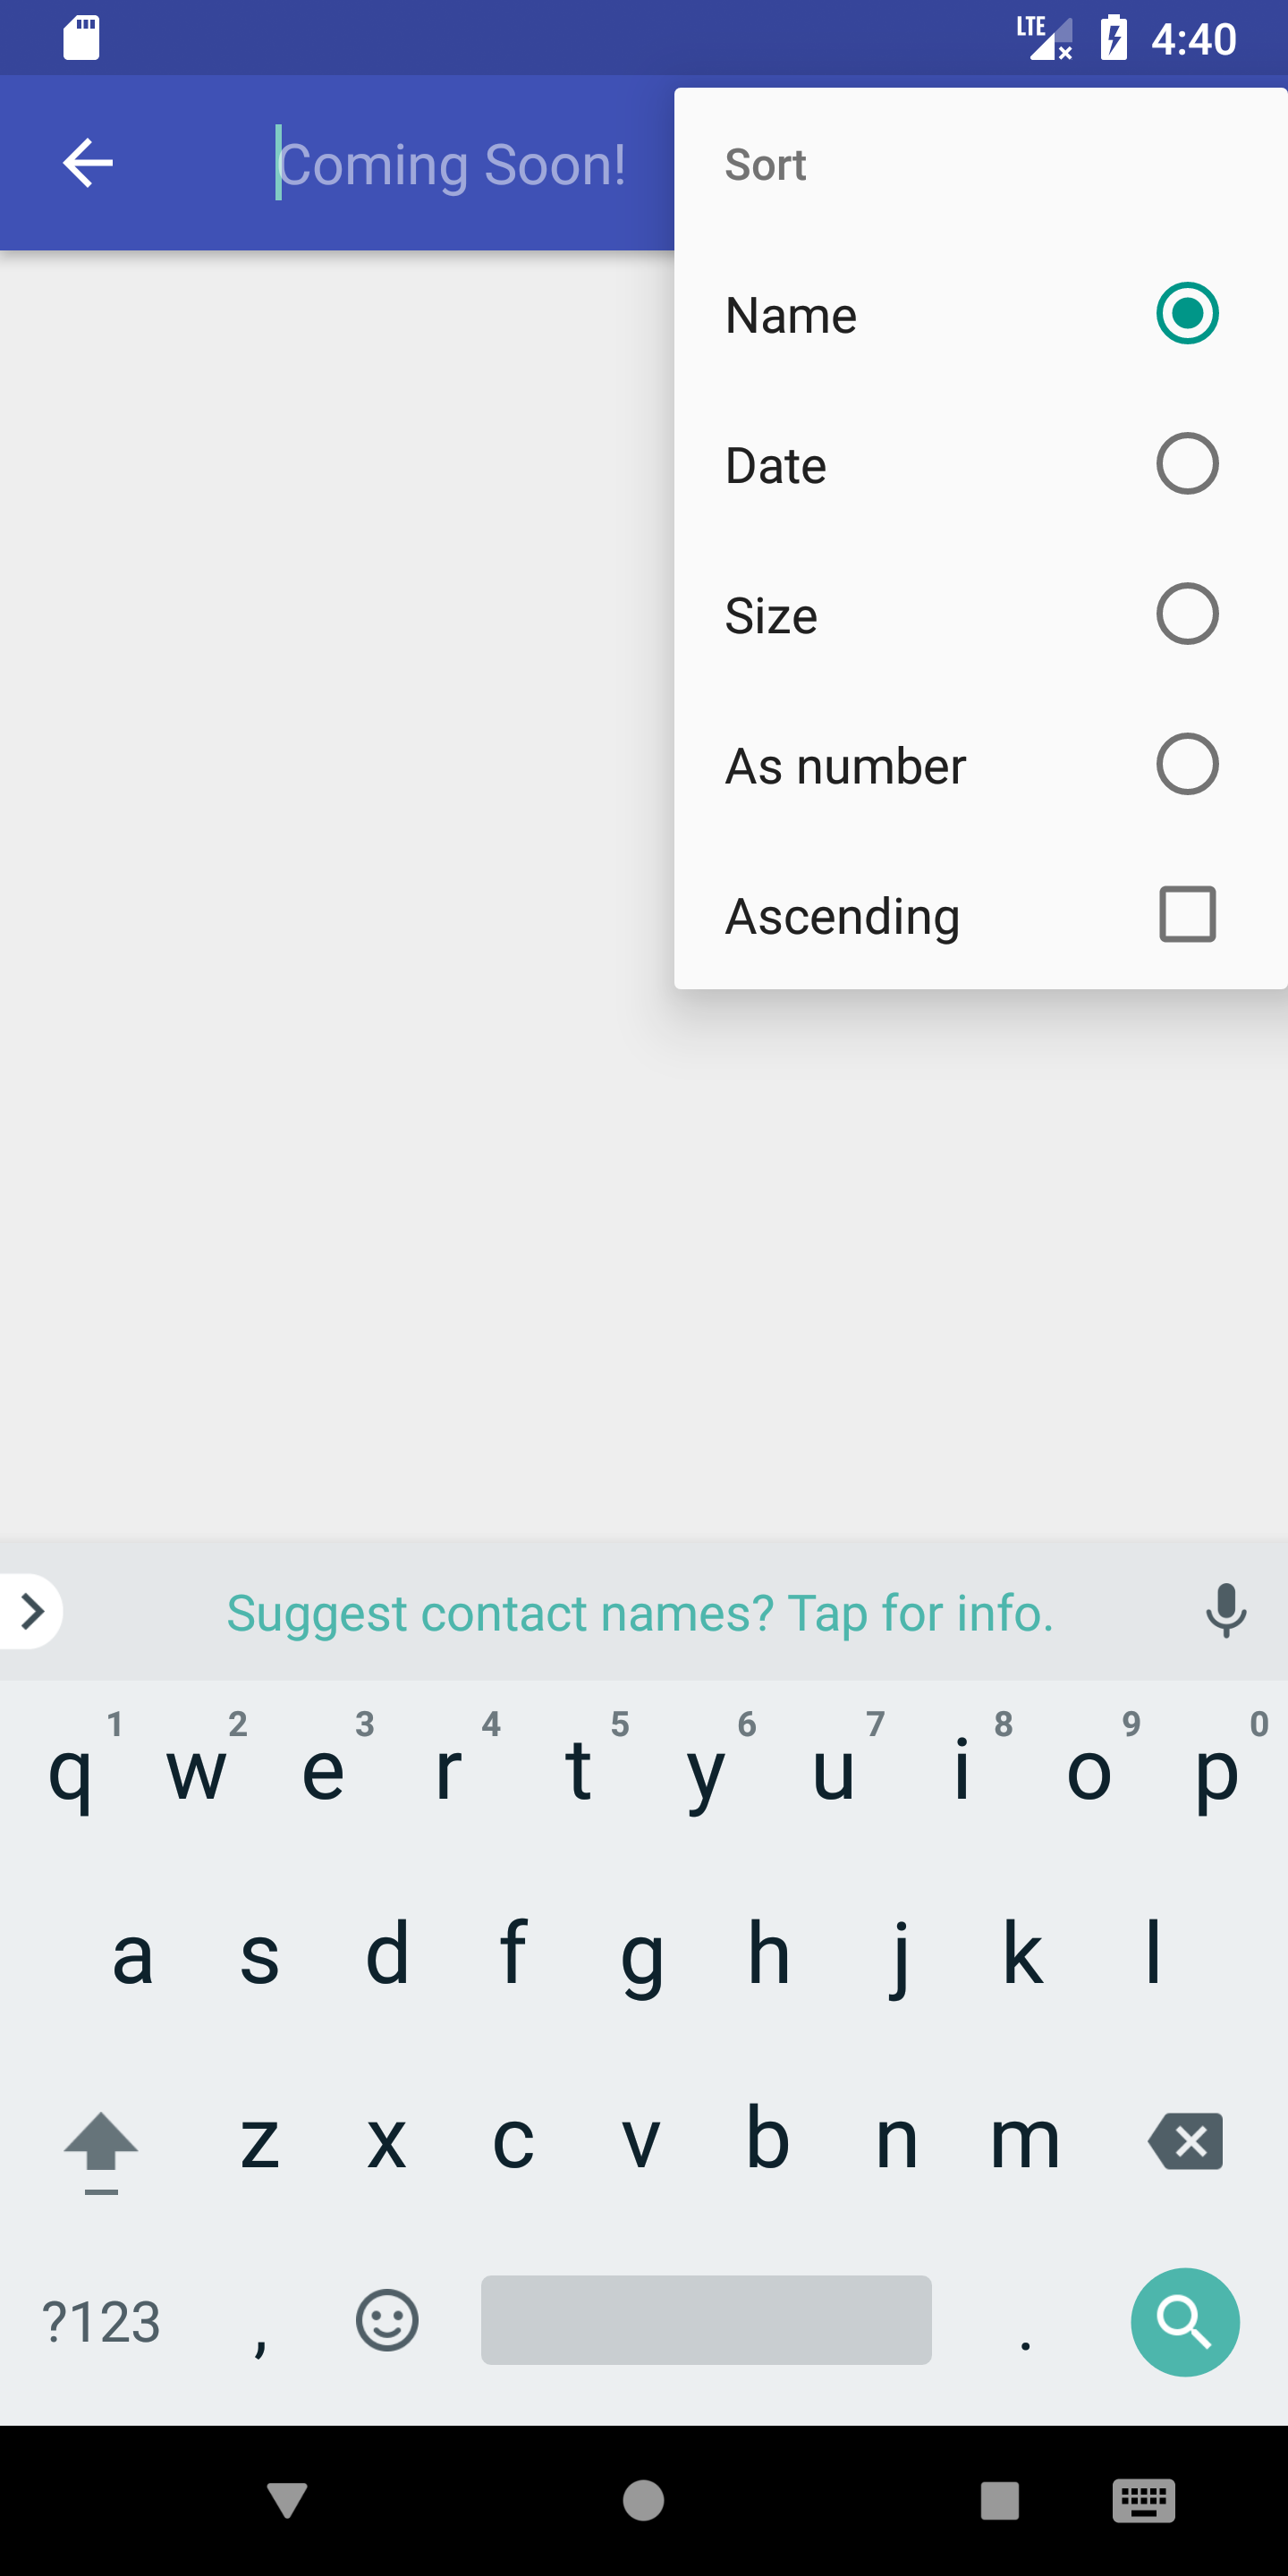 LTE 4:40
Coming Soon!
Sort
Name
Date
Size
As number
Ascending
Suggest contact names? Tap for info.
1 2 3 4 5 6 7 8 9 0
q w e r t y u i o p
a s d f g h j k l
z x c v b n m
?123 , .